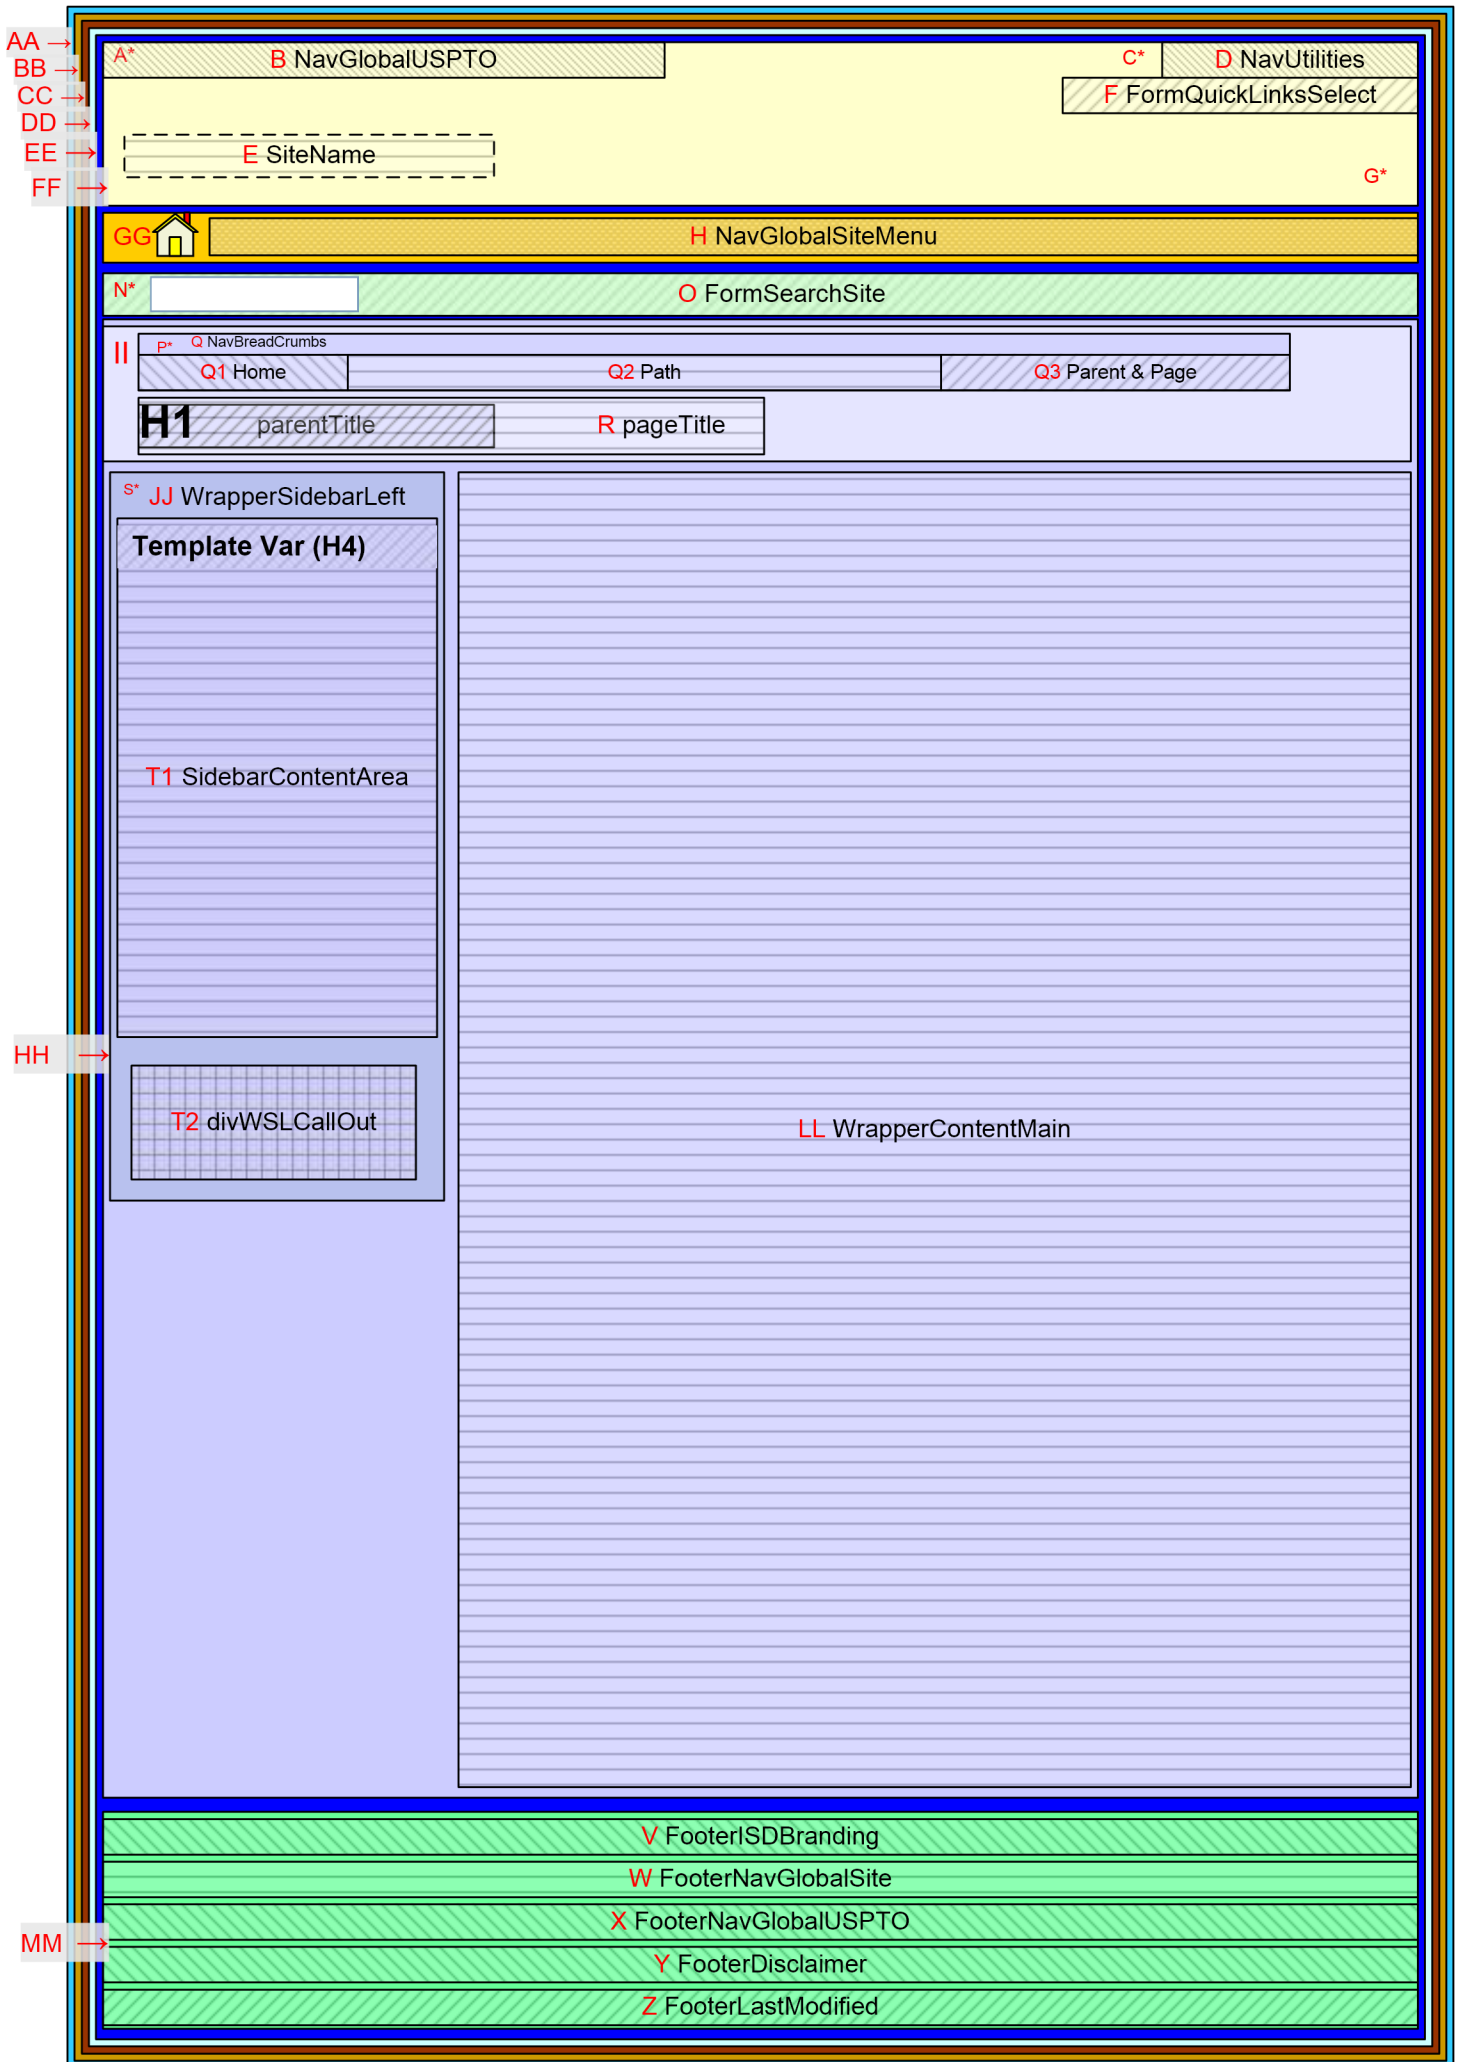 AA →
BB →
CC →
DD →
EE →
FF →
A*
B NavGlobalUSPTO
C*
D NavUtilities
F FormQuickLinksSelect
E SiteName
G*
GG
H NavGlobalSiteMenu
N*
O FormSearchSite
II
P*
Q NavBreadCrumbs
Q1 Home
Q2 Path
Q3 Parent & Page
H1
parentTitle
R pageTitle
S*
JJ WrapperSidebarLeft
Template Var (H4)
T1 SidebarContentArea
HH →
T2 divWSLCallOut
LL WrapperContentMain
V FooterISDBranding
W FooterNavGlobalSite
X FooterNavGlobalUSPTO
MM →
Y FooterDisclaimer
Z FooterLastModified